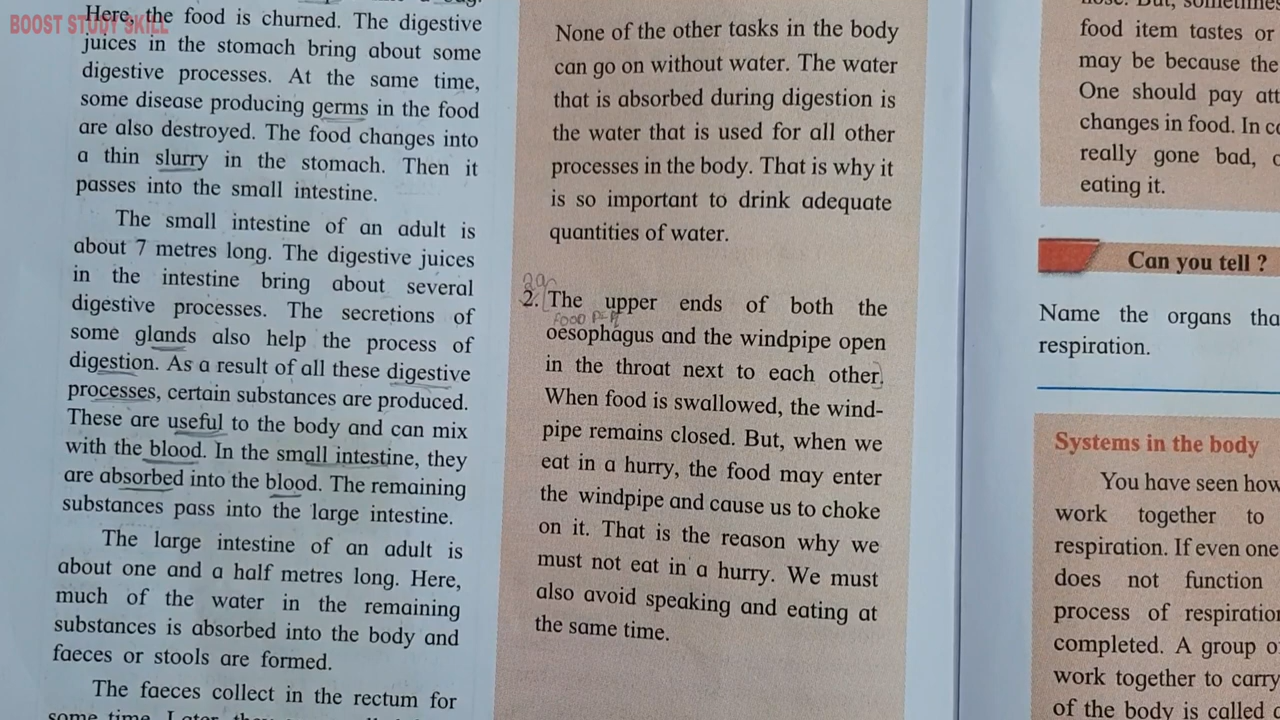 BOOST STUDY SKILL
Here, the food is churned. The digestive
juices in the stomach bring about some
digestive processes. At the same time,
some disease producing germs in the food
are also destroyed. The food changes into
a thin slurry in the stomach. Then it
passes into the small intestine.
The small intestine of an adult is
about 7 metres long. The digestive juices
in the intestine bring about several
digestive processes. The secretions of
some glands also help the process of
digestion. As a result of all these digestive
processes, certain substances are produced.
These are useful to the body and can mix
with the blood. In the small intestine, they
are absorbed into the blood. The remaining
substances pass into the large intestine.
The large intestine of an adult is
about one and a half metres long. Here,
much of the water in the remaining
substances is absorbed into the body and
faeces or stools are formed.
The faeces collect in the rectum for
some time. Later, they
None of the other tasks in the body
can go on without water. The water
that is absorbed during digestion is
the water that is used for all other
processes in the body. That is why it
is so important to drink adequate
quantities of water.
2. The upper ends of both the
oesophagus and the windpipe open
in the throat next to each other.
When food is swallowed, the wind-
pipe remains closed. But, when we
eat in a hurry, the food may enter
the windpipe and cause us to choke
on it. That is the reason why we
must not eat in a hurry. We must
also avoid speaking and eating at
the same time.
nose. But, sometimes
food item tastes or
may be because the
One should pay att
changes in food. In c
really gone bad,
eating it.
Can you tell ?
Name the organs tha
respiration.
Systems in the body
You have seen how
work together to
respiration. If even one
does not function
process of respiration
completed. A group o
work together to carry
of the body is called